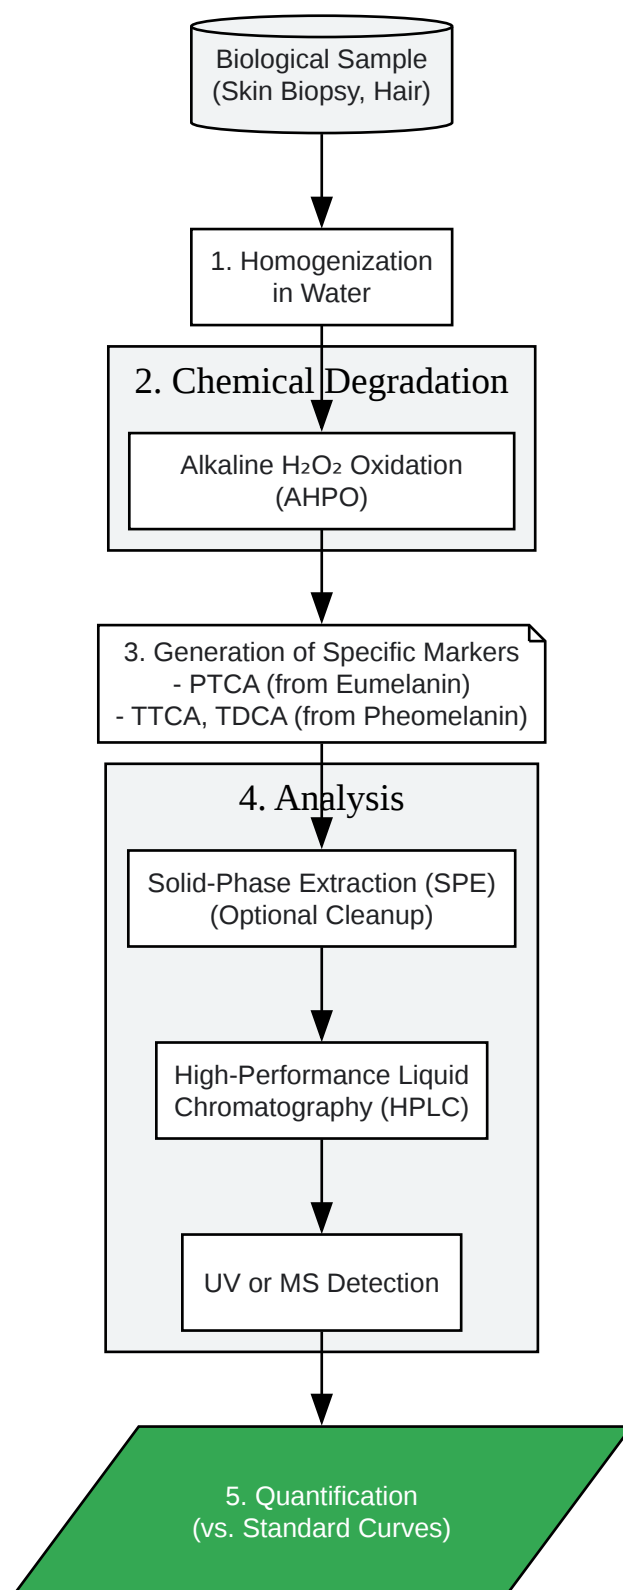 Biological Sample
(Skin Biopsy, Hair)
1. Homogenization
in Water
2. Chemical Degradation
Alkaline H₂O₂ Oxidation
(AHPO)
3. Generation of Specific Markers
- PTCA (from Eumelanin)
- TTCA, TDCA (from Pheomelanin)
4. Analysis
Solid-Phase Extraction (SPE)
(Optional Cleanup)
High-Performance Liquid
Chromatography (HPLC)
UV or MS Detection
5. Quantification
(vs. Standard Curves)